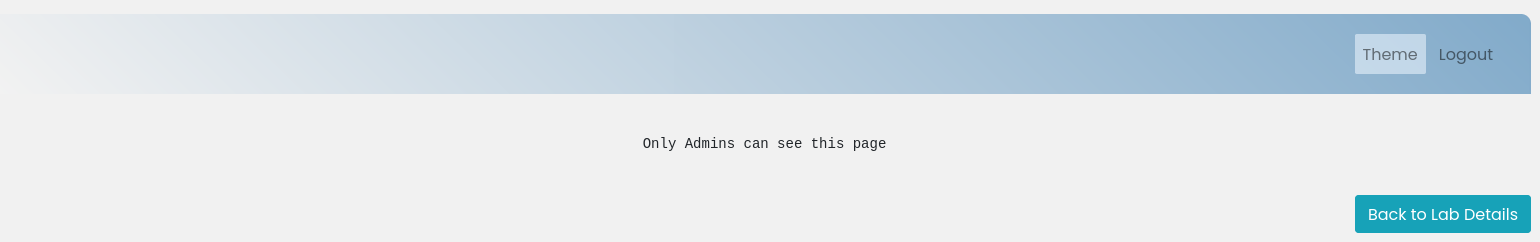 Theme Logout
Only Admins can see this page
Back to Lab Details